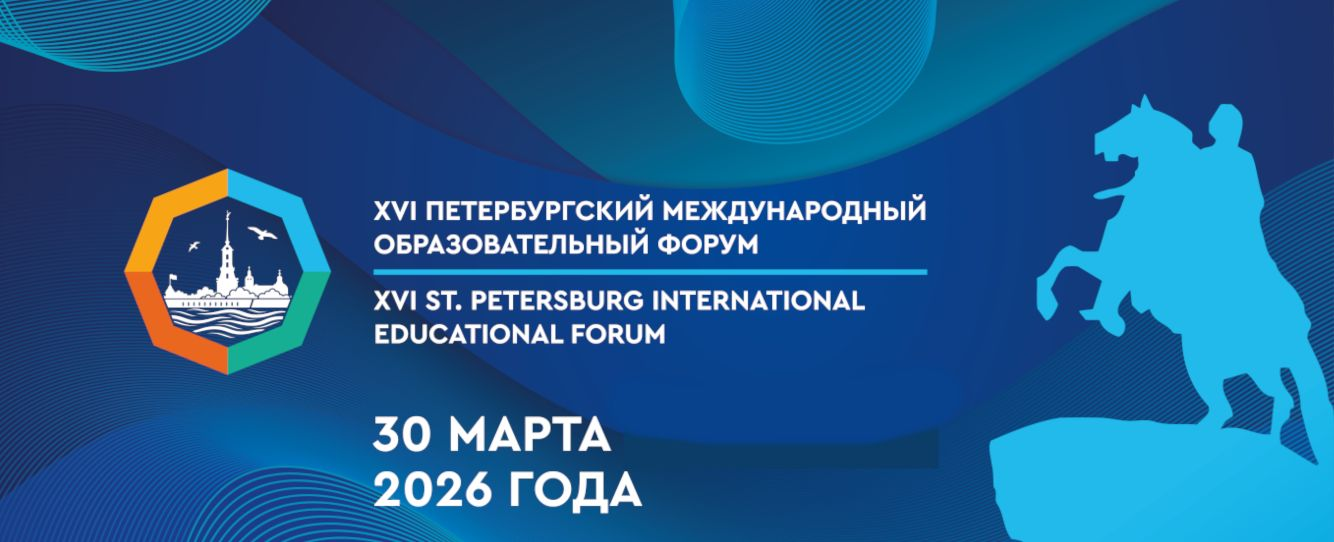 XVI ПЕТЕРБУРГСКИЙ МЕЖДУНАРОДНЫЙ
ОБРАЗОВАТЕЛЬНЫЙ ФОРУМ
XVI ST. PETERSBURG INTERNATIONAL
EDUCATIONAL FORUM
30 МАРТА
2026 ГОДА